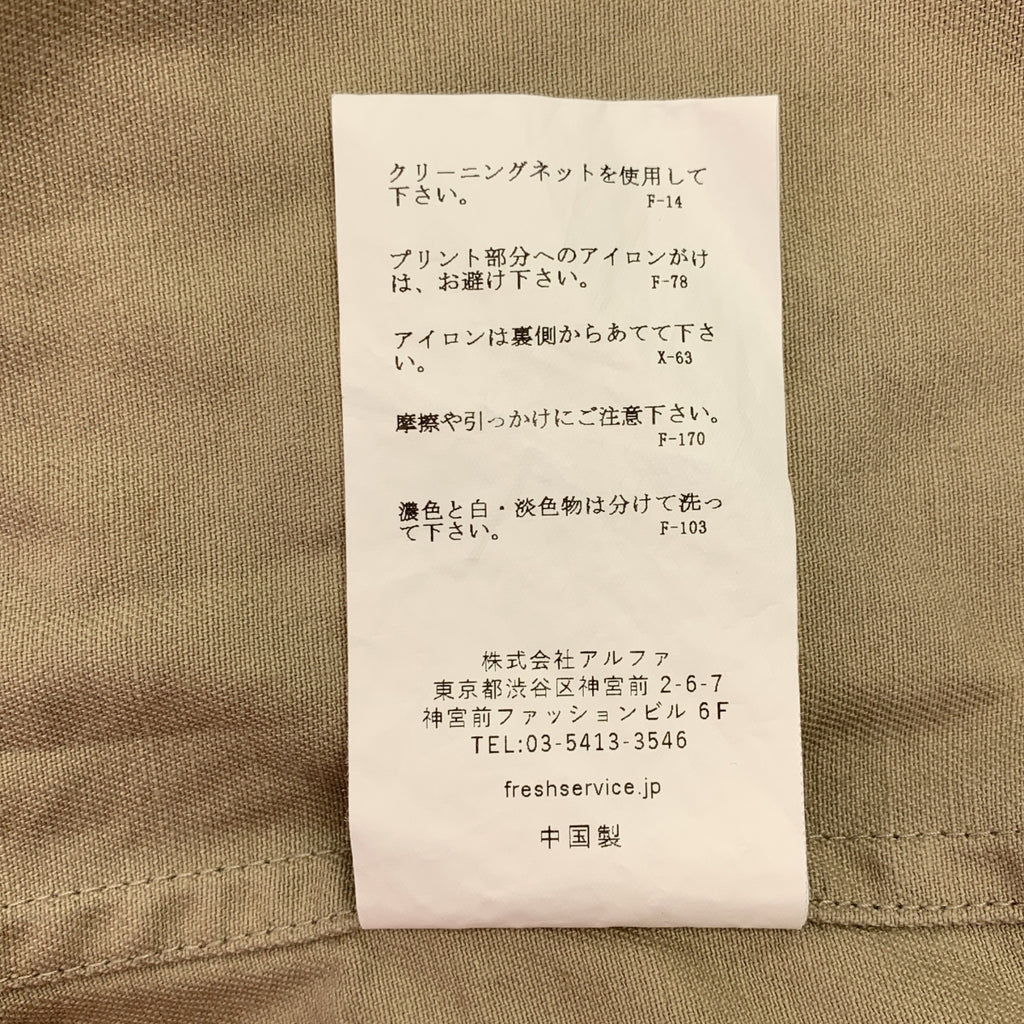 クリーニングネットを使用して
下さい。 F-14
プリント部分へのアイロンがけ
は、お避け下さい。 F-78
アイロンは裏側からあてて下さ
い。 X-63
摩擦や引っかけにご注意下さい。
F-170
濃色と白・淡色物は分けて洗っ
て下さい。 F-103
株式会社アルファ
東京都渋谷区神宮前 2-6-7
神宮前ファッションビル 6F
TEL:03-5413-3546
freshservice.jp
中国製